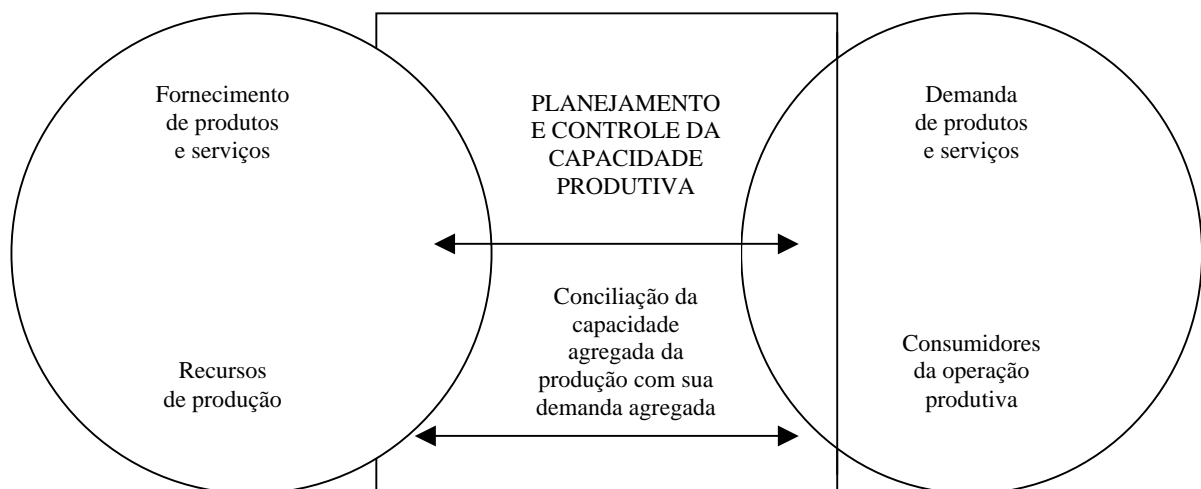 Fornecimento
de produtos
e serviços
Recursos
de produção
PLANEJAMENTO
E CONTROLE DA
CAPACIDADE
PRODUTIVA
Conciliação da
capacidade
agregada da
produção com sua
demanda agregada
Demanda
de produtos
e serviços
Consumidores
da operação
produtiva